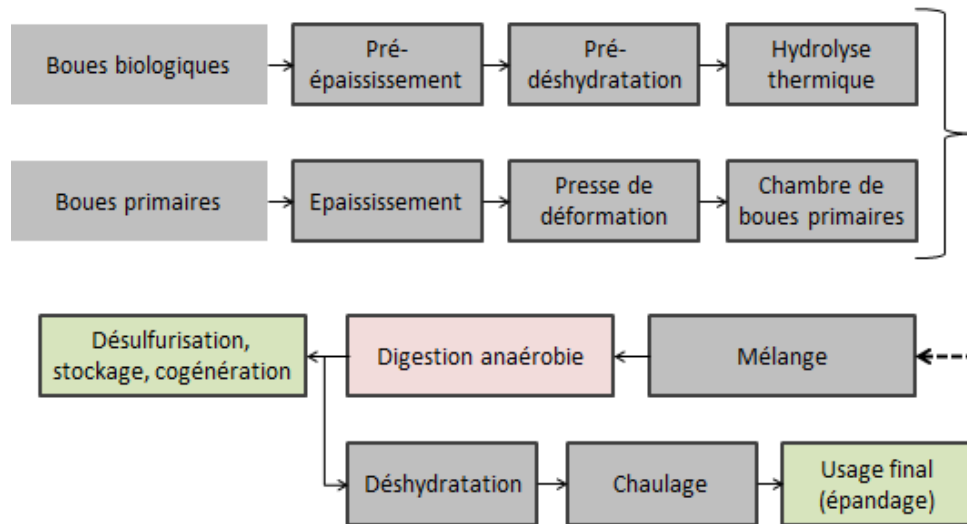 Boues biologiques
Pré-
épaississement
Pré-
déshydratation
Hydrolyse
thermique
Boues primaires
Epaississement
Presse de
déformation
Chambre de
boues primaires
Désulfurisation,
stockage, cogénération
Digestion anaérobie
Mélange
Déshydratation
Chaulage
Usage final
(épandage)